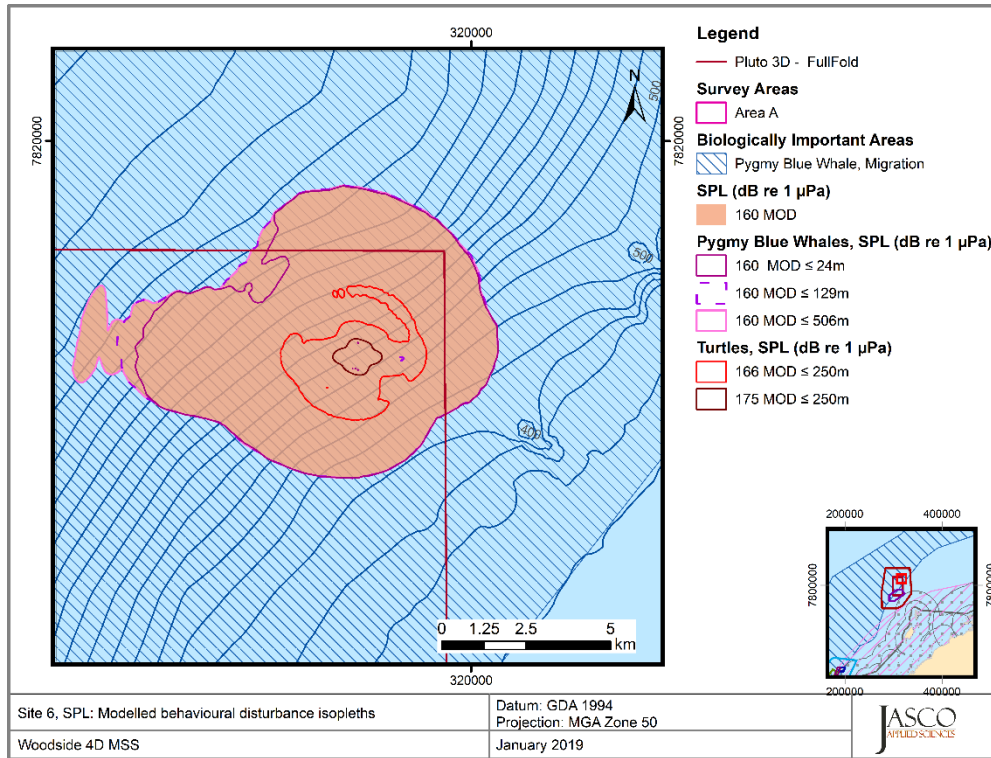 320000
7820000
7820000
N
500
500
400
0 1.25 2.5 5
km
320000
Legend
Pluto 3D - FullFold
Survey Areas
Area A
Biologically Important Areas
Pygmy Blue Whale, Migration
SPL (dB re 1 µPa)
160 MOD
Pygmy Blue Whales, SPL (dB re 1 µPa)
160 MOD ≤ 24m
160 MOD ≤ 129m
160 MOD ≤ 506m
Turtles, SPL (dB re 1 µPa)
166 MOD ≤ 250m
175 MOD ≤ 250m
200000 400000
7800000
7800000
200000 400000
Site 6, SPL: Modelled behavioural disturbance isopleths
Datum: GDA 1994
Projection: MGA Zone 50
Woodside 4D MSS
January 2019
JASCO
APPLIED SCIENCES